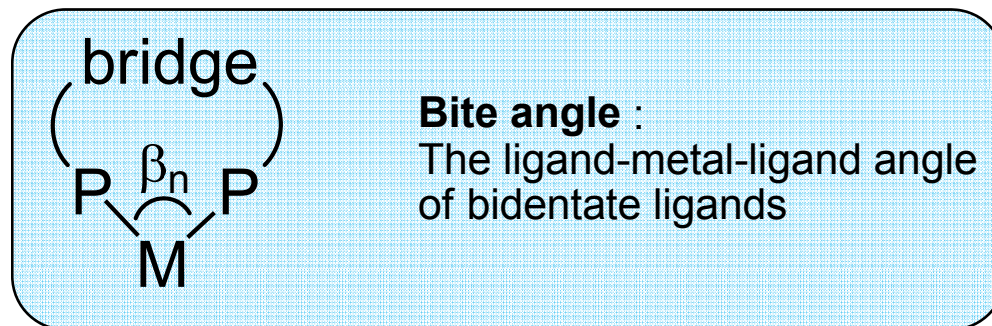 bridge
βn
P P
M
Bite angle :
The ligand-metal-ligand angle
of bidentate ligands